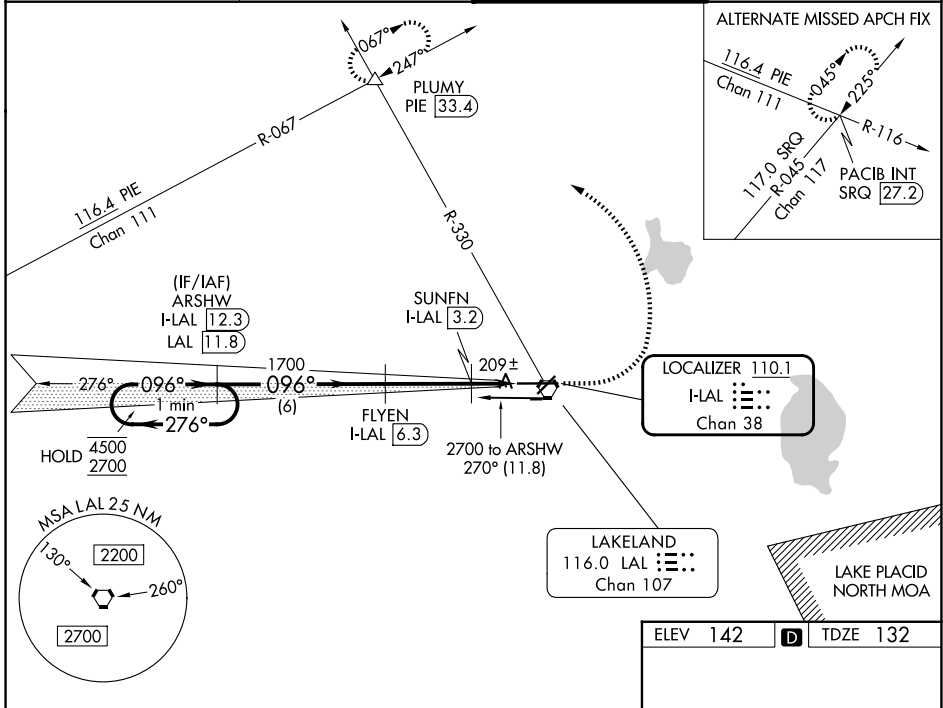 067°
247°
PLUMY
PIE 33.4
R-067
116.4 PIE
Chan 111
R-330
ALTERNATE MISSED APCH FIX
116.4 PIE
Chan 111
045°
225°
R-116
117.0 SRQ
R-045
Chan 117
PACIB INT
SRQ 27.2
(IF/IAF)
ARSHW
I-LAL 12.3
LAL 11.8
SUNFN
I-LAL 3.2
1700
209±
276°
096°
096°
1 min
276°
(6)
HOLD 4500
2700
FLYEN
I-LAL 6.3
2700 to ARSHW
270° (11.8)
LOCALIZER 110.1
I-LAL
Chan 38
MSA LAL 25 NM
130°
2200
260°
2700
LAKELAND
116.0 LAL
Chan 107
LAKE PLACID
NORTH MOA
ELEV 142 D TDZE 132